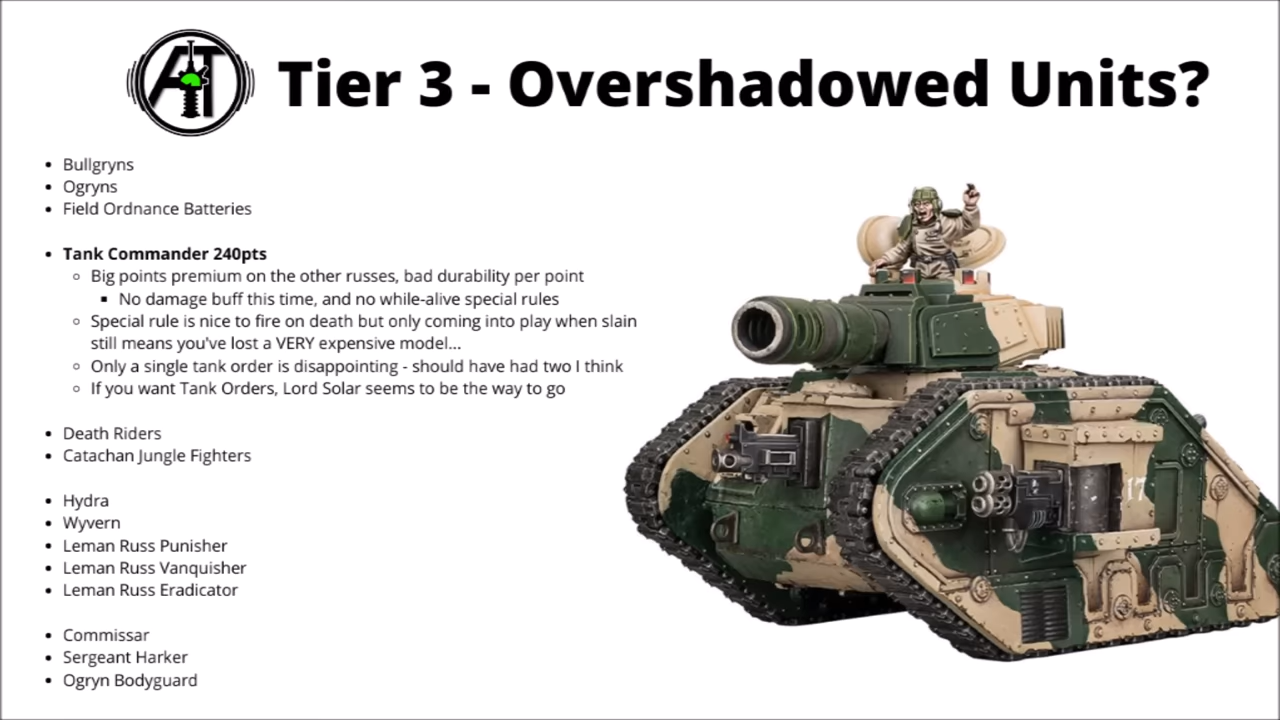 AT
Tier 3 - Overshadowed Units?
Bullgryns
Ogryns
Field Ordnance Batteries
Tank Commander 240pts
Big points premium on the other russes, bad durability per point
No damage buff this time, and no while-alive special rules
Special rule is nice to fire on death but only coming into play when slain
still means you've lost a VERY expensive model...
Only a single tank order is disappointing - should have had two I think
If you want Tank Orders, Lord Solar seems to be the way to go
Death Riders
Catachan Jungle Fighters
Hydra
Wyvern
Leman Russ Punisher
Leman Russ Vanquisher
Leman Russ Eradicator
Commissar
Sergeant Harker
Ogryn Bodyguard
17